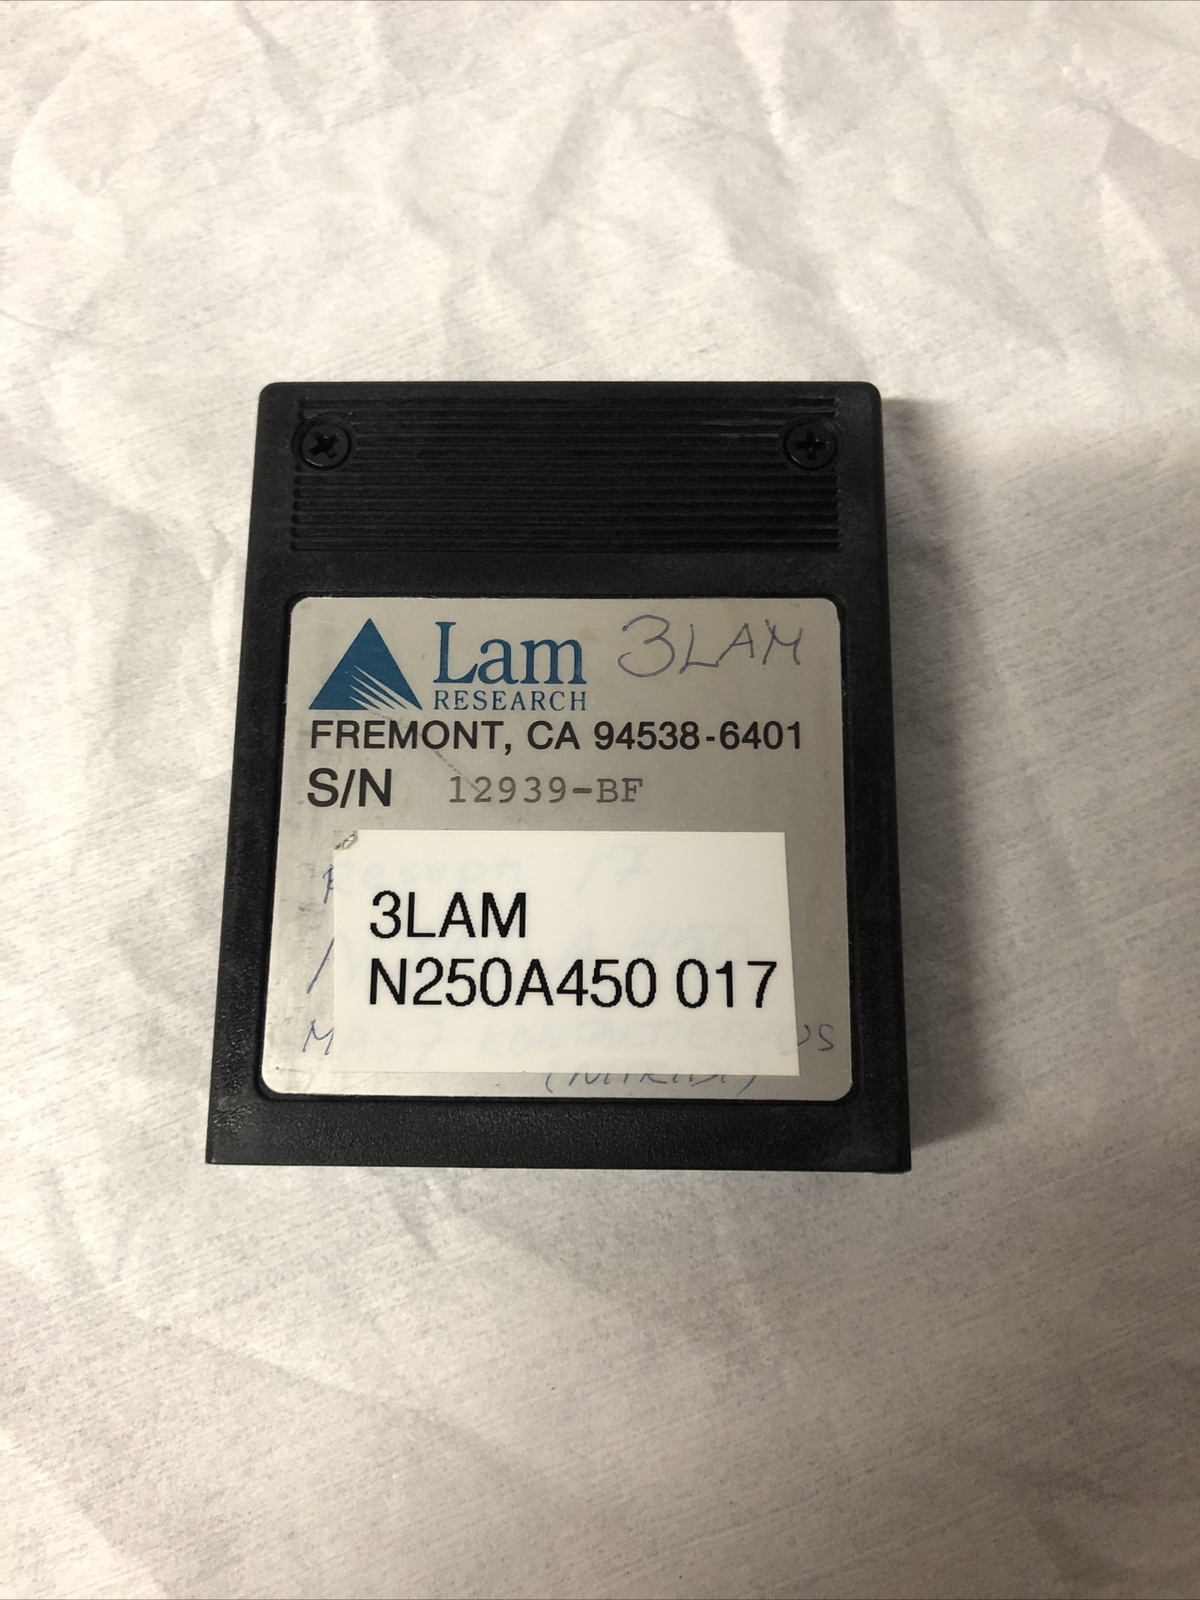 Lam 3LAM
RESEARCH
FREMONT, CA 94538-6401
S/N 12939-BF
3LAM
N250A450 017